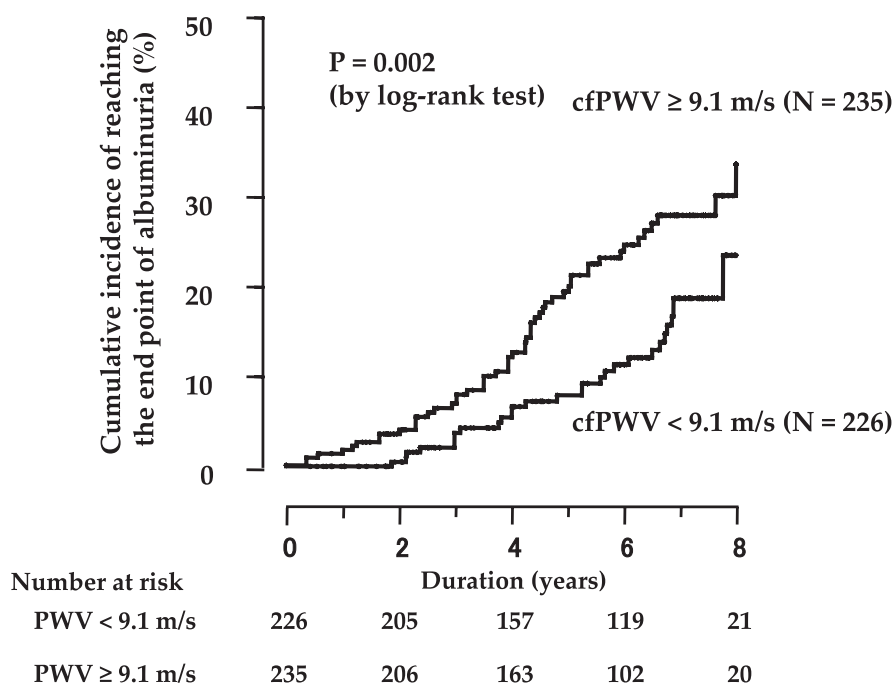 Cumulative incidence of reaching
the end point of albuminuria (%)
50
40
30
20
10
0
P = 0.002
(by log-rank test)
cfPWV ≥ 9.1 m/s (N = 235)
cfPWV < 9.1 m/s (N = 226)
0 2 4 6 8
Duration (years)
Number at risk
PWV < 9.1 m/s 226 205 157 119 21
PWV ≥ 9.1 m/s 235 206 163 102 20